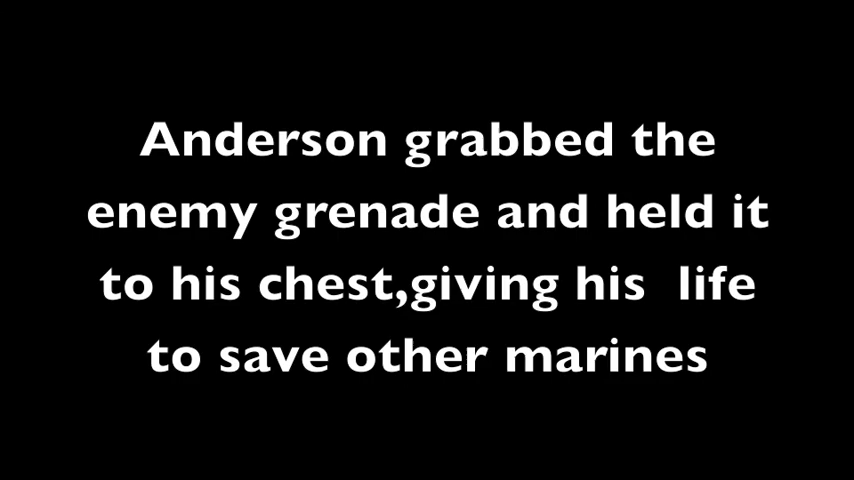 Anderson grabbed the
enemy grenade and held it
to his chest,giving his  life
to save other marines